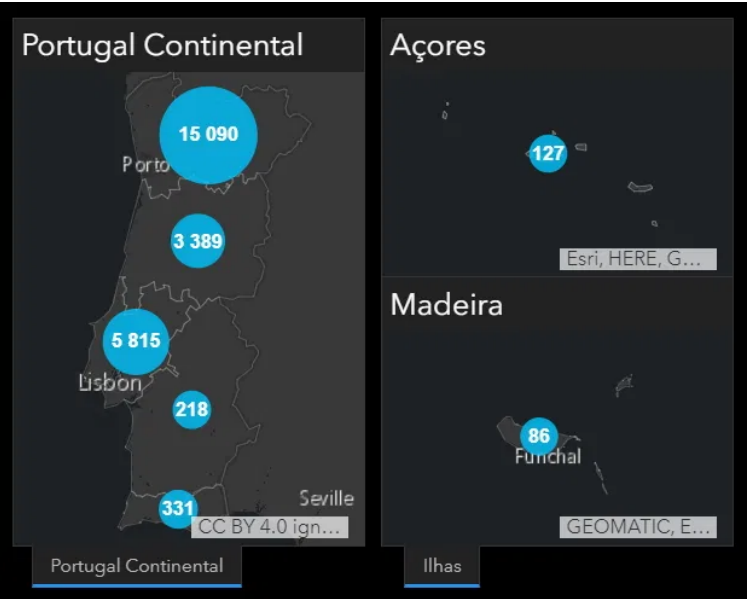 Portugal Continental
15 090
Porto
3 389
5 815
Lisbon
218
331
Seville
CC BY 4.0 ign…
Portugal Continental
Açores
127
Esri, HERE, G…
Madeira
86
Funchal
GEOMATIC, E…
Ilhas